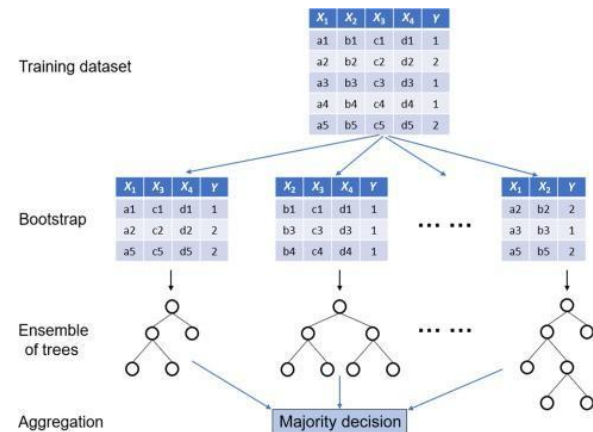 X1 X2 X3 X4 Y
a1 b1 c1 d1 1
Training dataset
a2 b2 c2 d2 2
a3 b3 c3 d3 1
a4 b4 c4 d4 1
a5 b5 c5 d5 2
X1 X3 X4 Y
a1 c1 d1 1
a2 c2 d2 2
a5 c5 d5 2
X2 X3 X4 Y
b1 c1 d1 1
b3 c3 d3 1
b4 c4 d4 1
X1 X2 Y
a2 b2 2
a3 b3 1
a5 b5 2
Bootstrap
... ...
Ensemble
of trees
... ...
Aggregation
Majority decision